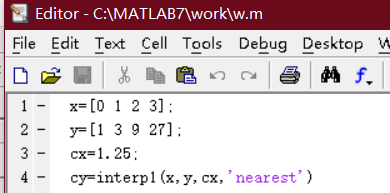 Editor - C:\MATLAB7\work\w.m
File Edit Text Cell Tools Debug Desktop W
1 - x=[0 1 2 3];
2 - y=[1 3 9 27];
3 - cx=1.25;
4 - cy=interp1(x,y,cx,'nearest')